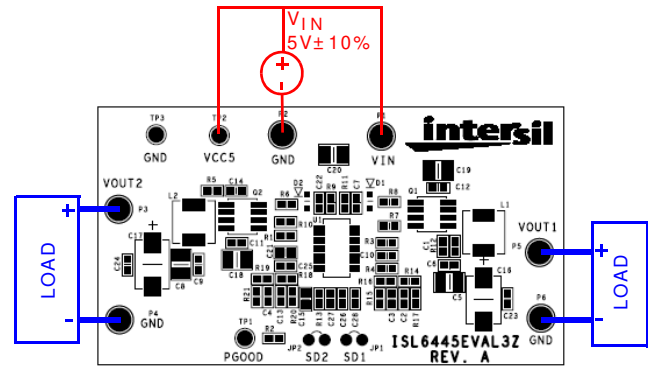 VIN
5V±10%
TP3
TP2
P2
P1
GND
VCC5
GND
VIN
intersil
C20
C19
C12
VOUT2
P3
L2
R5
C14
Q2
D2
C22
R9
R11
C7
D1
R8
Q1
L1
VOUT1
P5
R6
R10
R1
U1
R7
R3
C10
R4
C17
C24
C8
C9
C11
C18
C21
C25
R18
R19
R16
R14
C1
R12
C6
C5
C16
C23
LOAD
LOAD
P4
GND
R21
C4
C13
R20
C15
R13
C27
C26
C28
R15
C3
C2
R17
P6
GND
TP1
PGOOD
R2
JP2
SD2
SD1
JP1
ISL6445EVAL3Z
REV. A